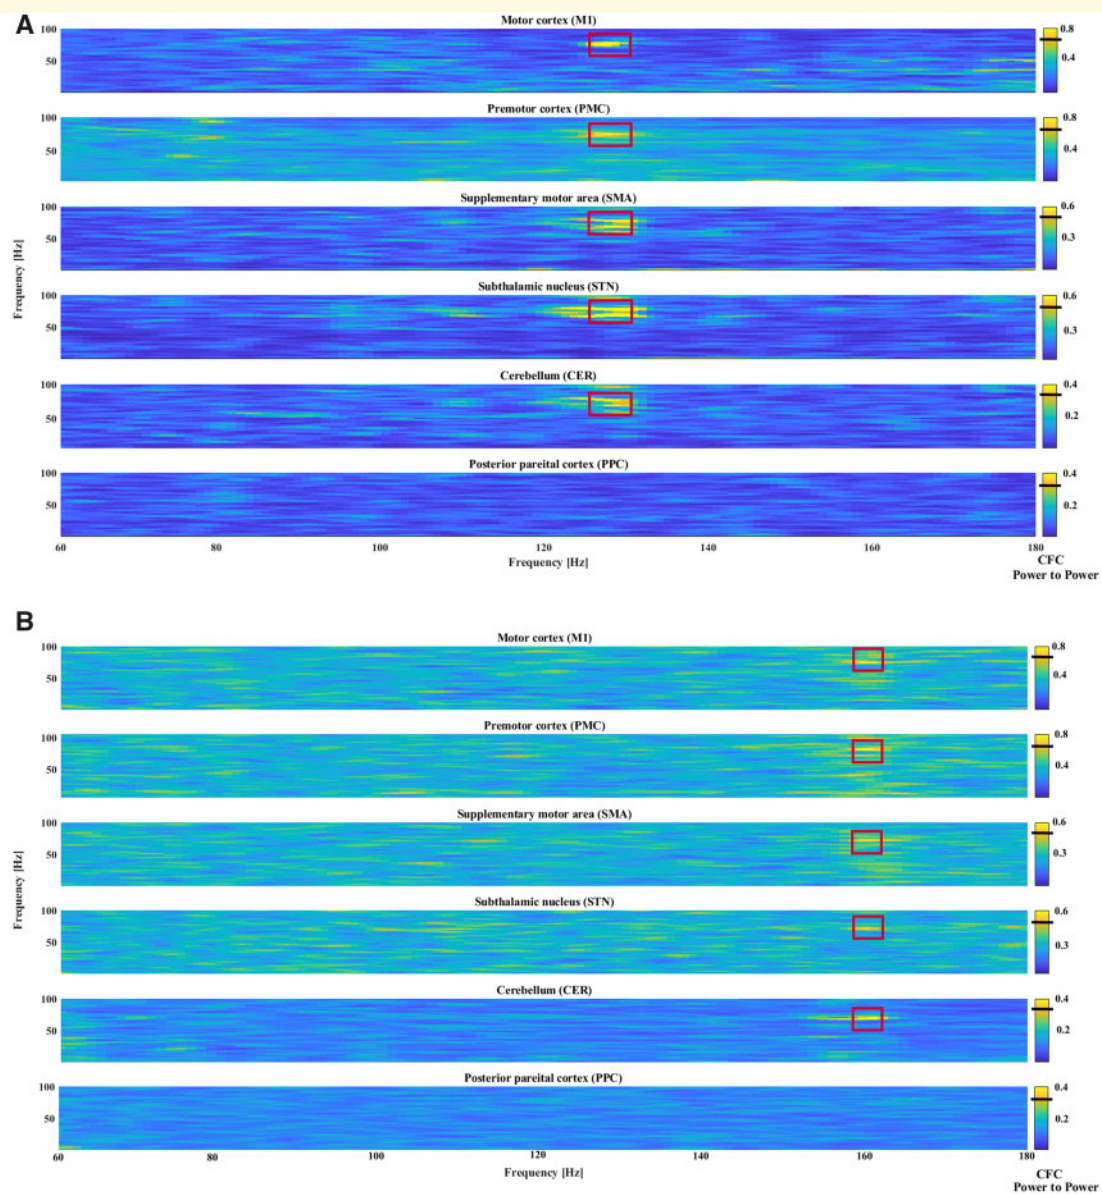 A
Motor cortex (M1)
100
50
0.8
0.4
Premotor cortex (PMC)
100
50
0.8
0.4
Supplementary motor area (SMA)
100
50
0.6
0.3
Subthalamic nucleus (STN)
100
50
0.6
0.3
Cerebellum (CER)
100
50
0.4
0.2
Posterior pareital cortex (PPC)
100
50
0.4
0.2
Frequency [Hz]
60 80 100 120 140 160 180
Frequency [Hz]
CFC
Power to Power
B
Motor cortex (M1)
100
50
0.8
0.4
Premotor cortex (PMC)
100
50
0.8
0.4
Supplementary motor area (SMA)
100
50
0.6
0.3
Subthalamic nucleus (STN)
100
50
0.6
0.3
Cerebellum (CER)
100
50
0.4
0.2
Posterior pareital cortex (PPC)
100
50
0.4
0.2
Frequency [Hz]
60 80 100 120 140 160 180
Frequency [Hz]
CFC
Power to Power